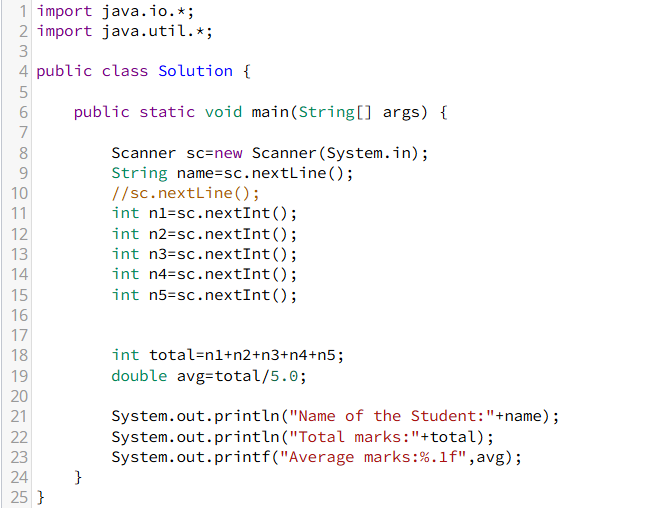 1 import java.io.*;
2 import java.util.*;
3
4 public class Solution {
5
6     public static void main(String[] args) {
7
8         Scanner sc=new Scanner(System.in);
9         String name=sc.nextLine();
10         //sc.nextLine();
11         int n1=sc.nextInt();
12         int n2=sc.nextInt();
13         int n3=sc.nextInt();
14         int n4=sc.nextInt();
15         int n5=sc.nextInt();
16
17
18         int total=n1+n2+n3+n4+n5;
19         double avg=total/5.0;
20
21         System.out.println("Name of the Student:"+name);
22         System.out.println("Total marks:"+total);
23         System.out.printf("Average marks:%.1f",avg);
24     }
25 }